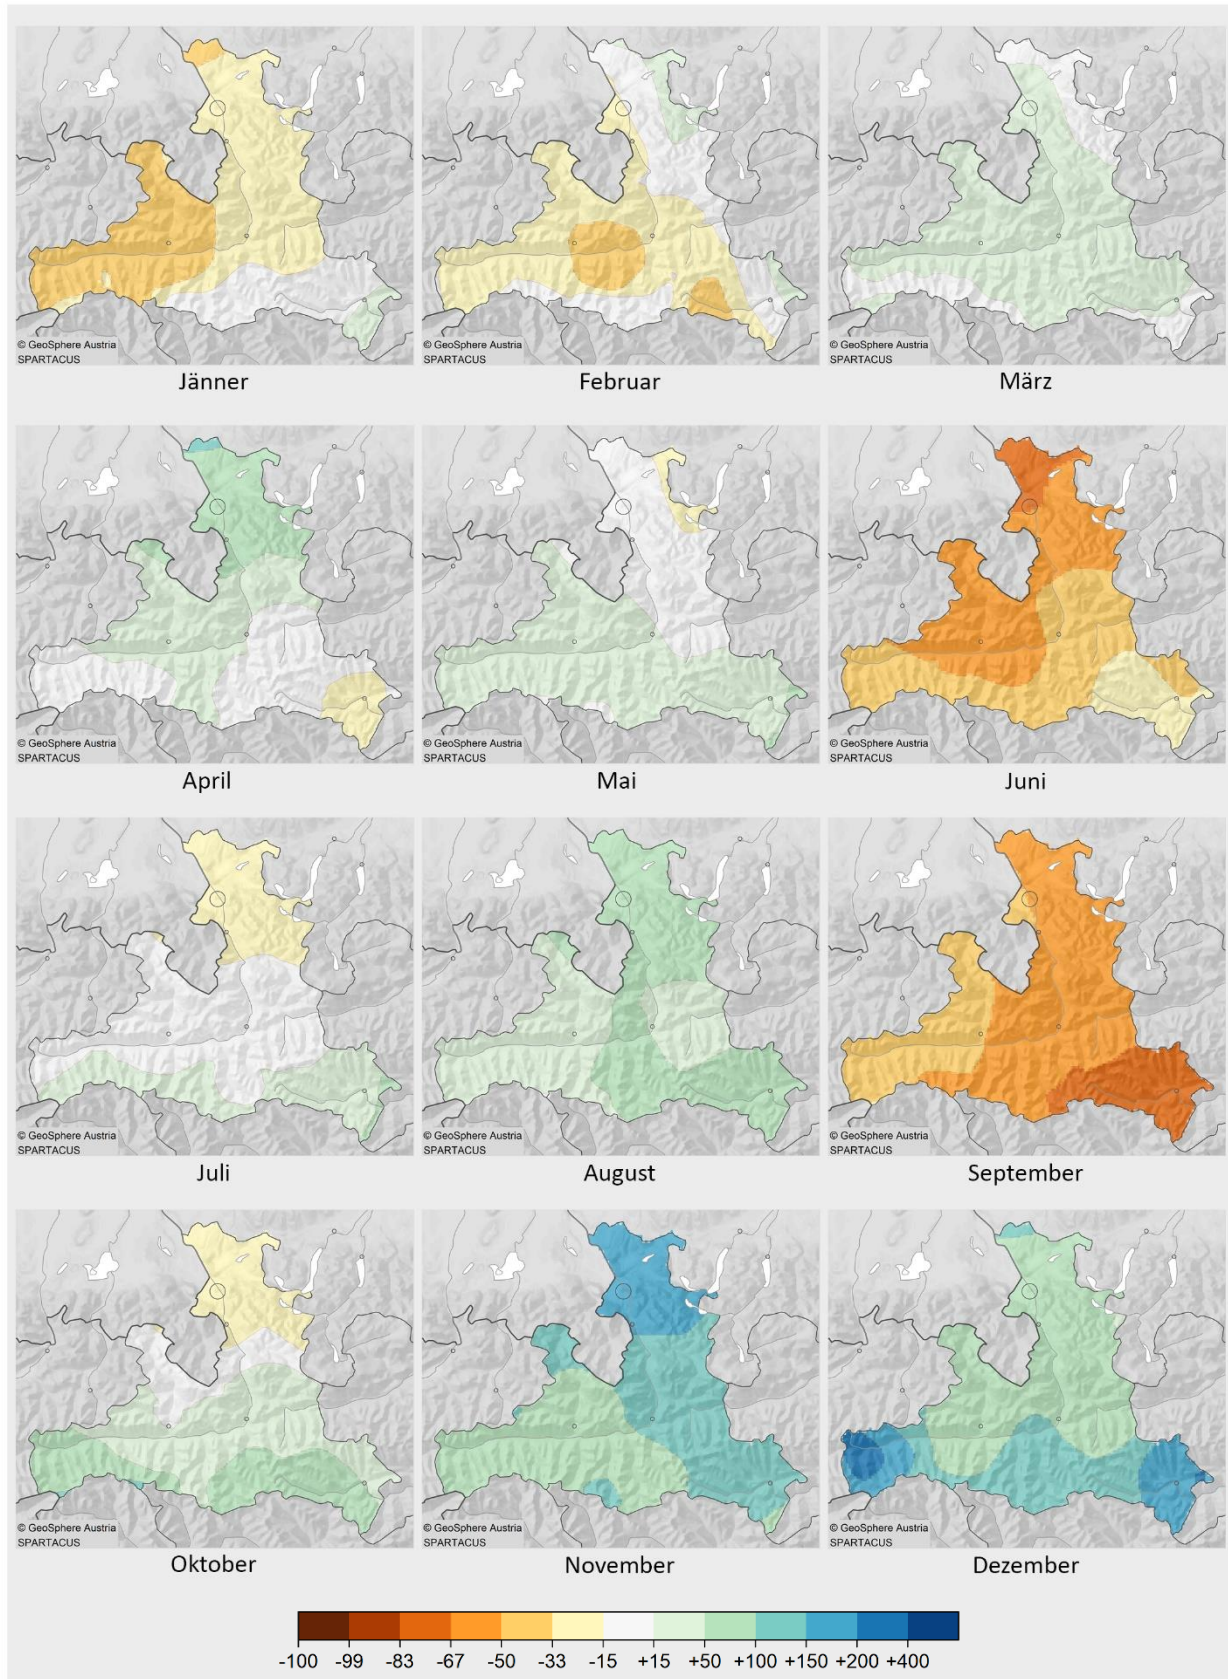 © GeoSphere Austria
SPARTACUS
© GeoSphere Austria
SPARTACUS
© GeoSphere Austria
SPARTACUS
Jänner
Februar
März
© GeoSphere Austria
SPARTACUS
© GeoSphere Austria
SPARTACUS
© GeoSphere Austria
SPARTACUS
April
Mai
Juni
© GeoSphere Austria
SPARTACUS
© GeoSphere Austria
SPARTACUS
© GeoSphere Austria
SPARTACUS
Juli
August
September
© GeoSphere Austria
SPARTACUS
© GeoSphere Austria
SPARTACUS
© GeoSphere Austria
SPARTACUS
Oktober
November
Dezember
-100 -99 -83 -67 -50 -33 -15 +15 +50 +100 +150 +200 +400